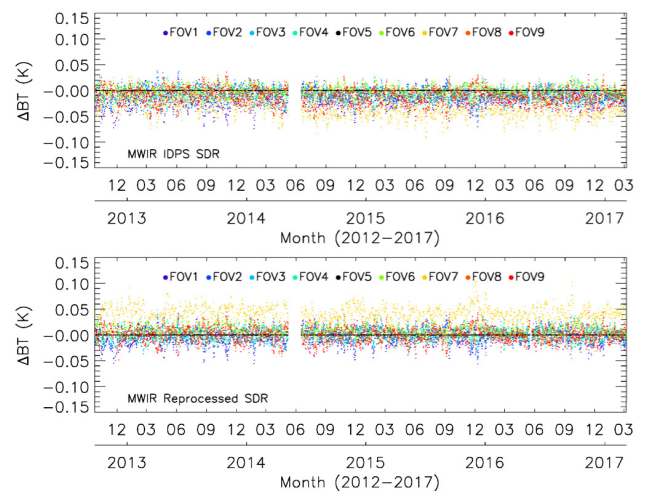 0.15
FOV1 FOV2 FOV3 FOV4 FOV5 FOV6 FOV7 FOV8 FOV9
0.10
0.05
-0.00
-0.05
-0.10
-0.15
ΔBT (K)
MWIR IDPS SDR
12 03 06 09 12 03 06 09 12 03 06 09 12 03 06 09 12 03
2013 2014 2015 2016 2017
Month (2012-2017)
0.15
FOV1 FOV2 FOV3 FOV4 FOV5 FOV6 FOV7 FOV8 FOV9
0.10
0.05
-0.00
-0.05
-0.10
-0.15
ΔBT (K)
MWIR Reprocessed SDR
12 03 06 09 12 03 06 09 12 03 06 09 12 03 06 09 12 03
2013 2014 2015 2016 2017
Month (2012-2017)